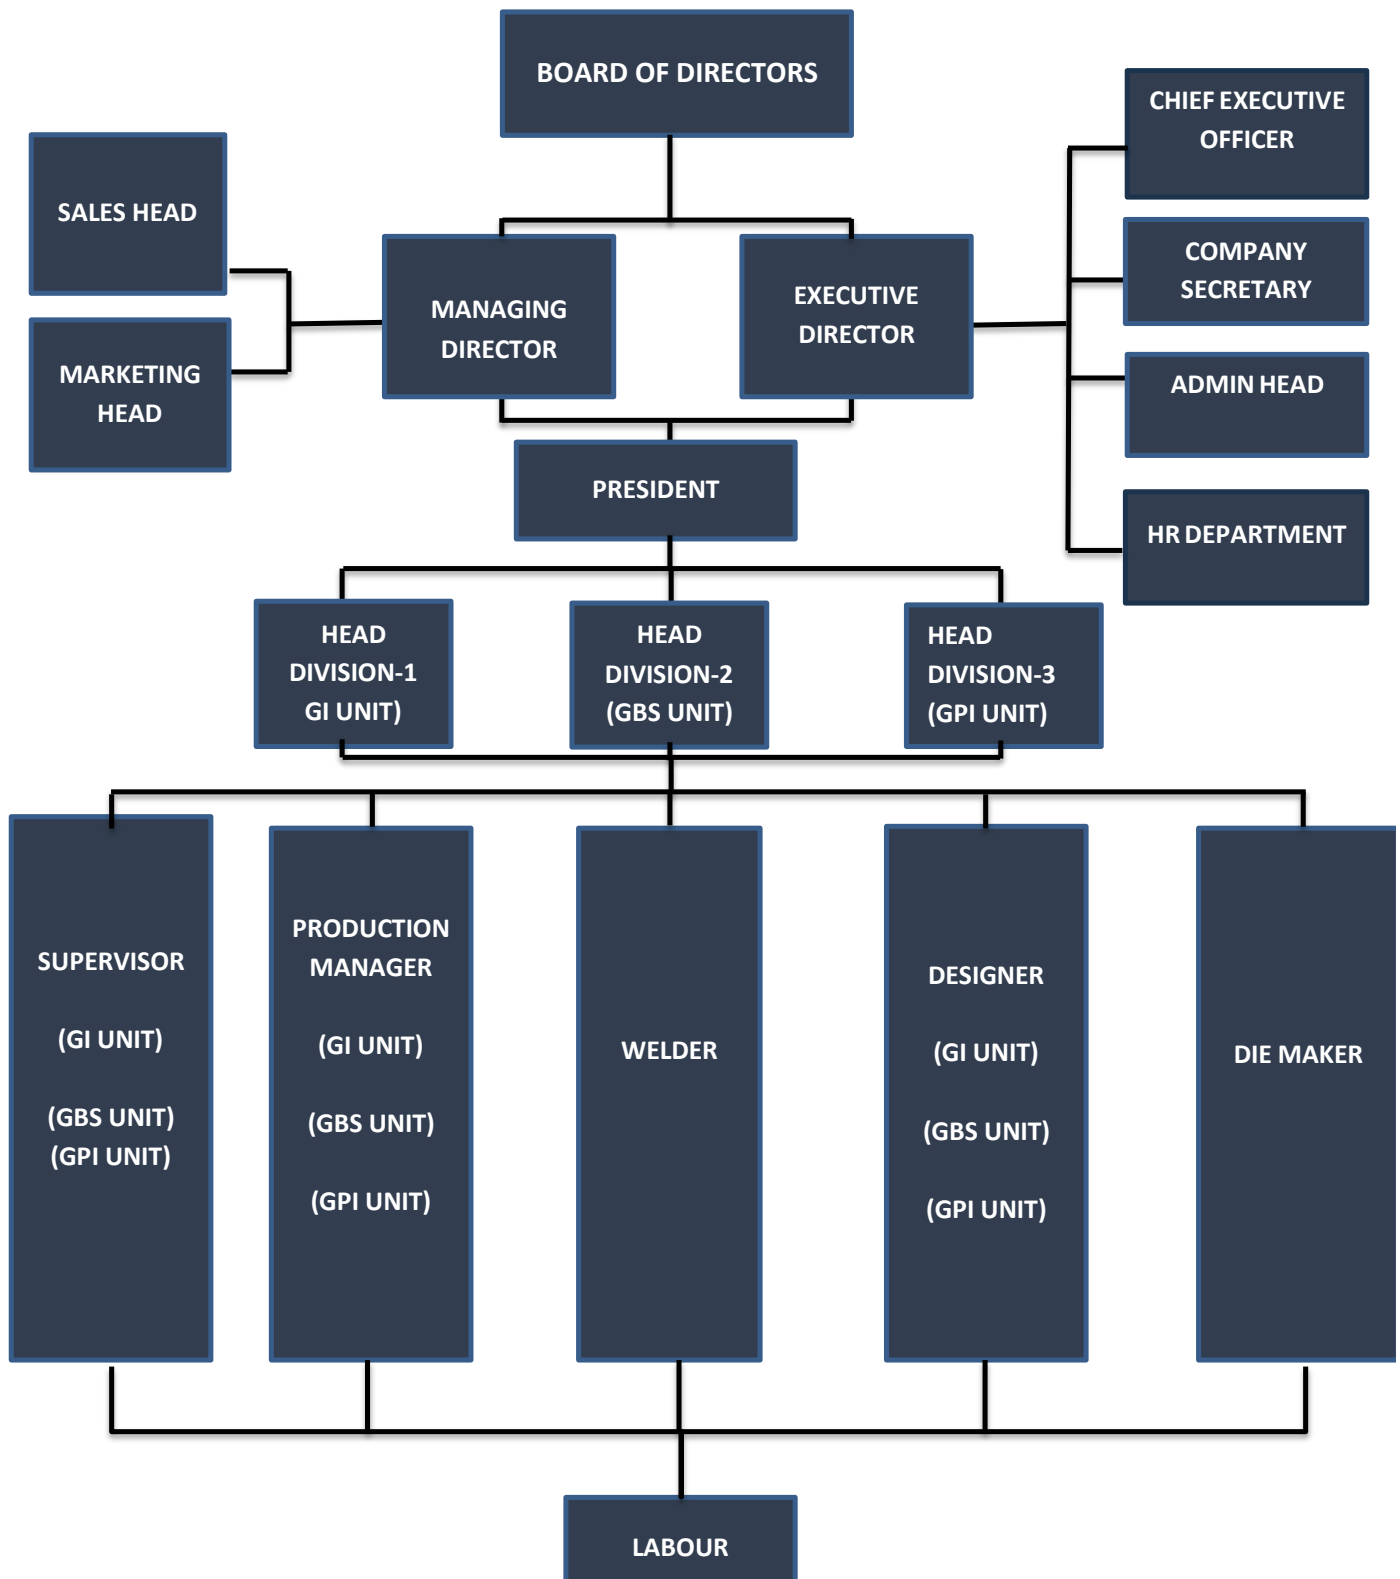 BOARD OF DIRECTORS
CHIEF EXECUTIVE
OFFICER
SALES HEAD
COMPANY
SECRETARY
MANAGING
DIRECTOR
EXECUTIVE
DIRECTOR
MARKETING
HEAD
ADMIN HEAD
PRESIDENT
HR DEPARTMENT
HEAD
DIVISION-1
GI UNIT)
HEAD
DIVISION-2
(GBS UNIT)
HEAD
DIVISION-3
(GPI UNIT)
SUPERVISOR
(GI UNIT)
(GBS UNIT)
(GPI UNIT)
PRODUCTION
MANAGER
(GI UNIT)
(GBS UNIT)
(GPI UNIT)
WELDER
DESIGNER
(GI UNIT)
(GBS UNIT)
(GPI UNIT)
DIE MAKER
LABOUR